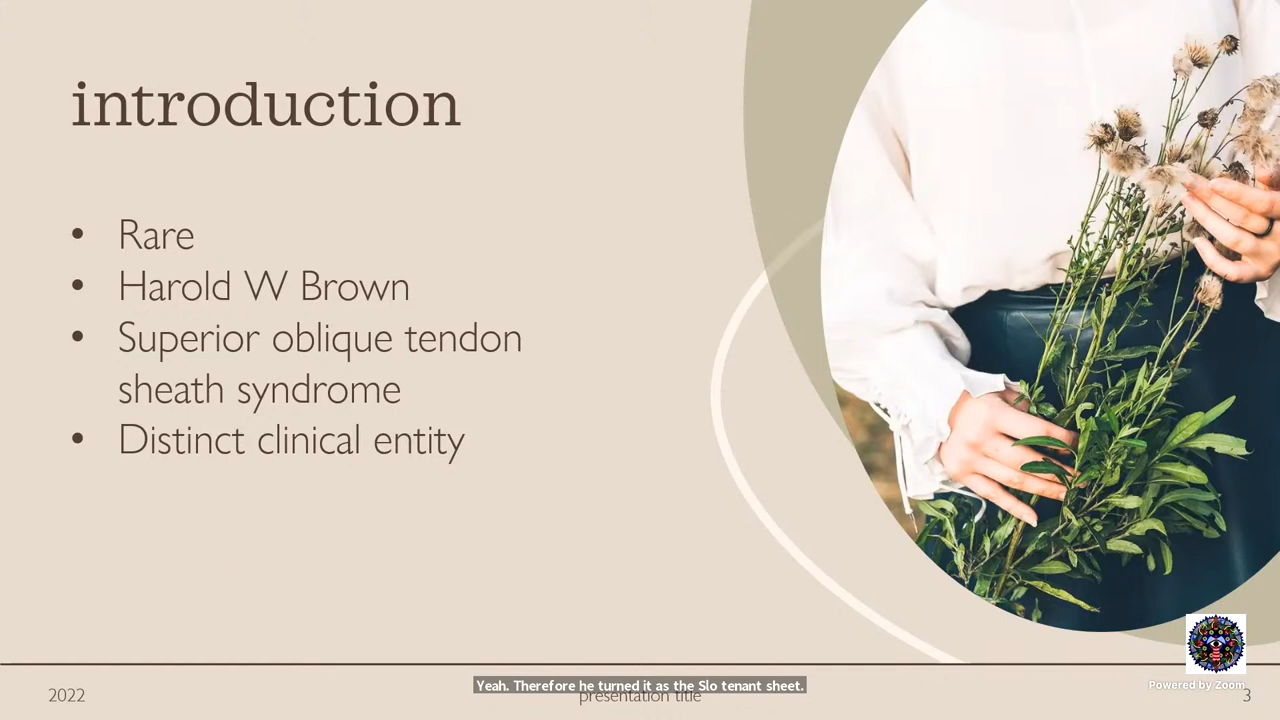 introduction
• Rare
• Harold W Brown
• Superior oblique tendon
sheath syndrome
• Distinct clinical entity
Yeah. Therefore he turned it as the Slo tenant sheet.
2022
presentation title
Powered by Zoom
3